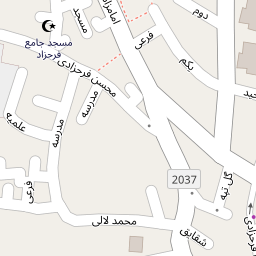 دوم
امامزاده
مسجد
فرعی
مسجد جامع
فرحزاد
یکم
محسن فرحزادی
مدرسه
علمیه
مدرسه
2037
گل تپه
فرعی
محمد لالی
شقایق